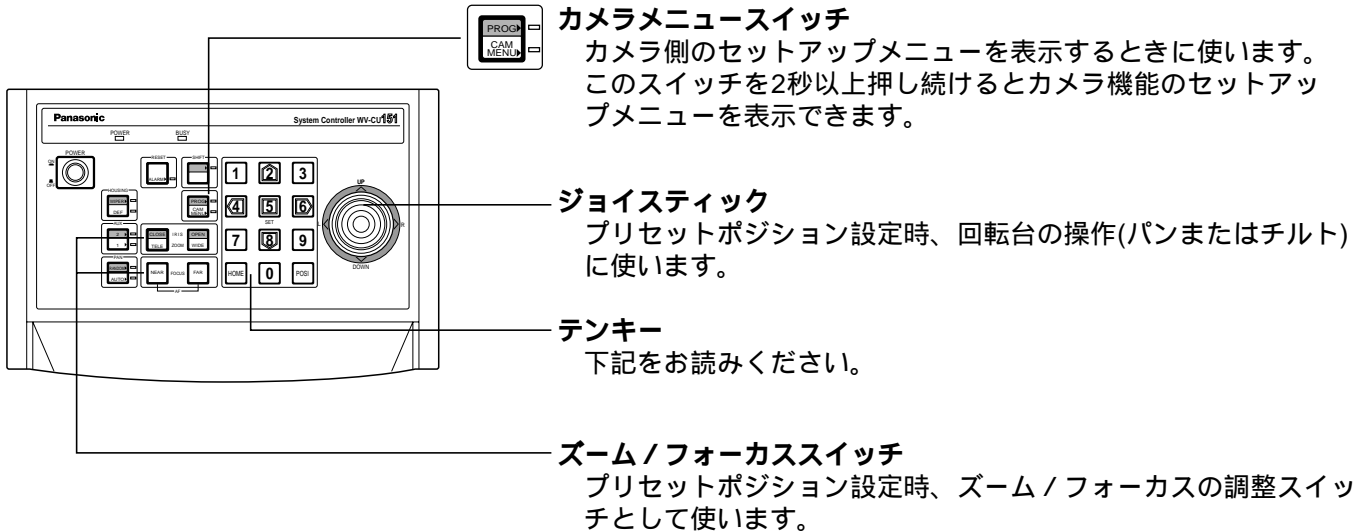 PROG
CAM
MENU
カメラメニュースイッチ
カメラ側のセットアップメニューを表示するときに使います。
このスイッチを2秒以上押し続けるとカメラ機能のセットアッ
プメニューを表示できます。
Panasonic
System Controller WV-CU151
POWER
BUSY
POWER
ON
OFF
RESET
ALARM
SHIFT
1
2
3
UP
HOUSING
WIPER
DEF
PROG
CAM
MENU
4
5
6
SET
L
R
AUX
2
1
CLOSE
IRIS
OPEN
TELE
ZOOM
WIDE
7
8
9
DOWN
PAN
AUTO
NEAR
FOCUS
FAR
AF
HOME
0
POSI
ジョイスティック
プリセットポジション設定時、回転台の操作(パンまたはチルト)
に使います。
テンキー
下記をお読みください。
ズーム / フォーカススイッチ
プリセットポジション設定時、ズーム / フォーカスの調整スイッ
チとして使います。